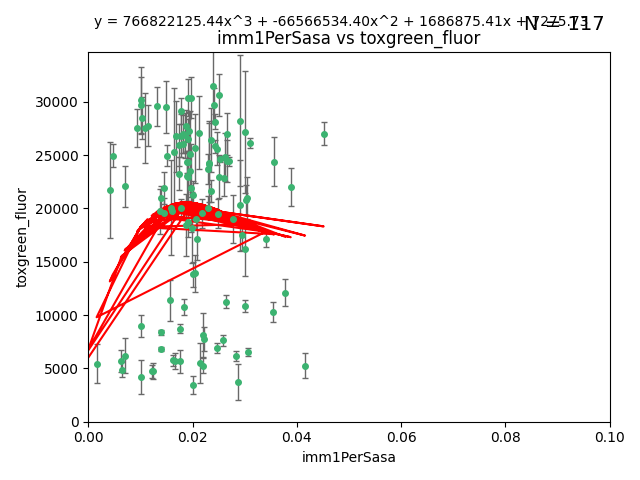 y = 766822125.44x^3 + -66566534.40x^2 + 1686875.41x +
N = 117
imm1PerSasa vs toxgreen_fluor
30000
25000
20000
15000
10000
5000
0
toxgreen_fluor
0.00 0.02 0.04 0.06 0.08 0.10
imm1PerSasa